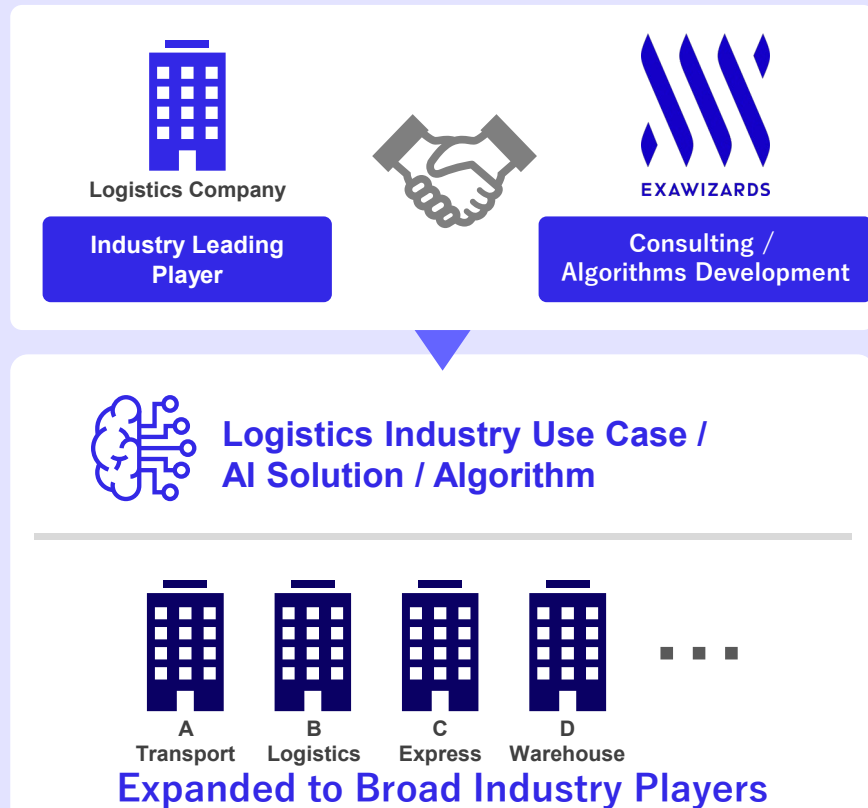 Logistics Company
EXAWIZARDS
Industry Leading
Player
Consulting /
Algorithms Development
Logistics Industry Use Case /
AI Solution / Algorithm
A
Transport
B
Logistics
C
Express
D
Warehouse
Expanded to Broad Industry Players